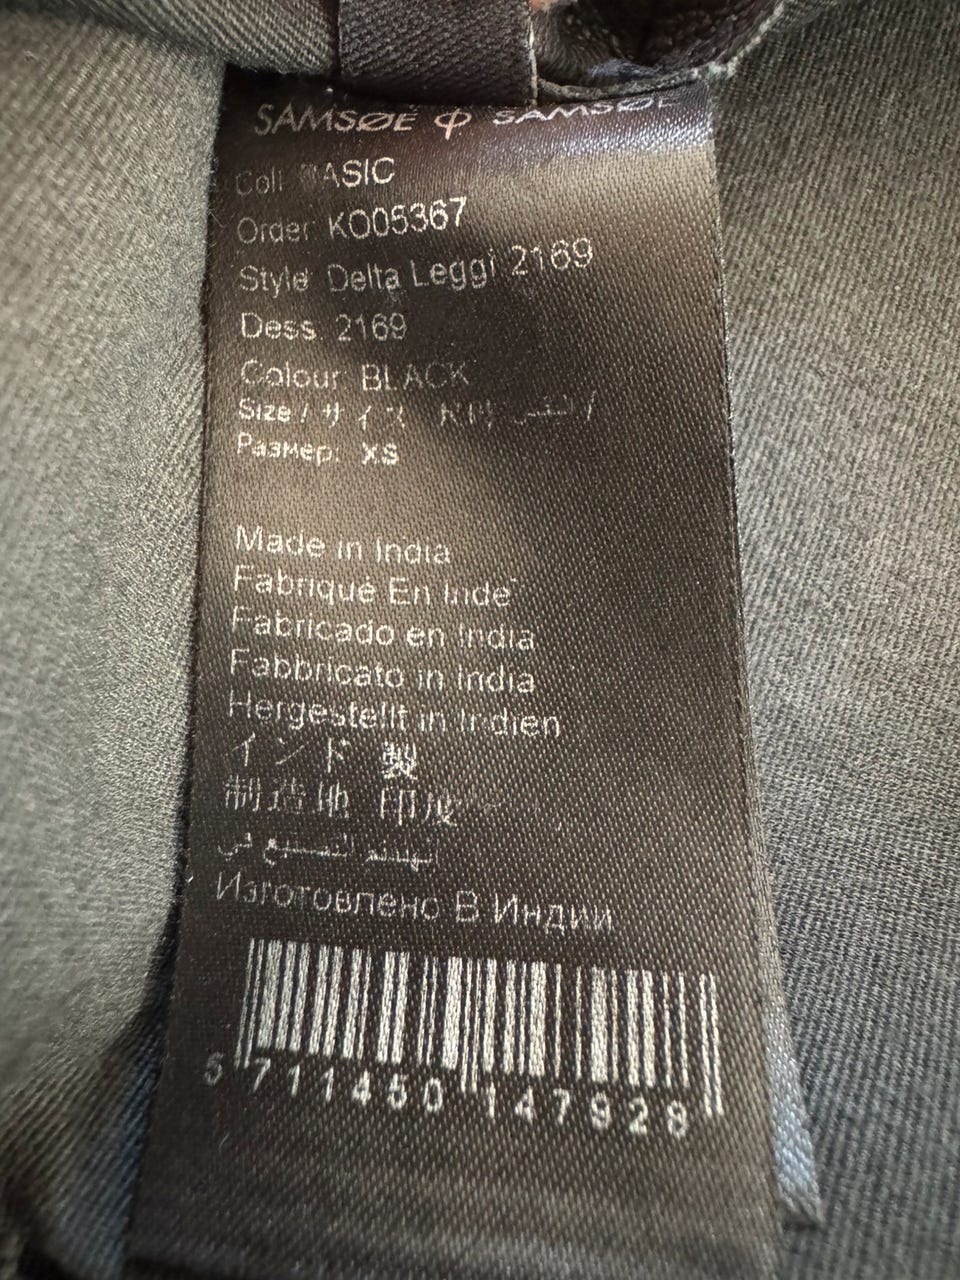 SAMSØE Φ SAMSØE
Coll: BASIC
Order: KO05367
Style: Delta Leggi 2169
Dess: 2169
Colour: BLACK
Size / サイズ
Размер: XS
Made in India
Fabriqué En Inde
Fabricado en India
Fabbricato in India
Hergestellt in Indien
インド 製
制造地 印度
Изготовлено В Индии
5 711450 147928